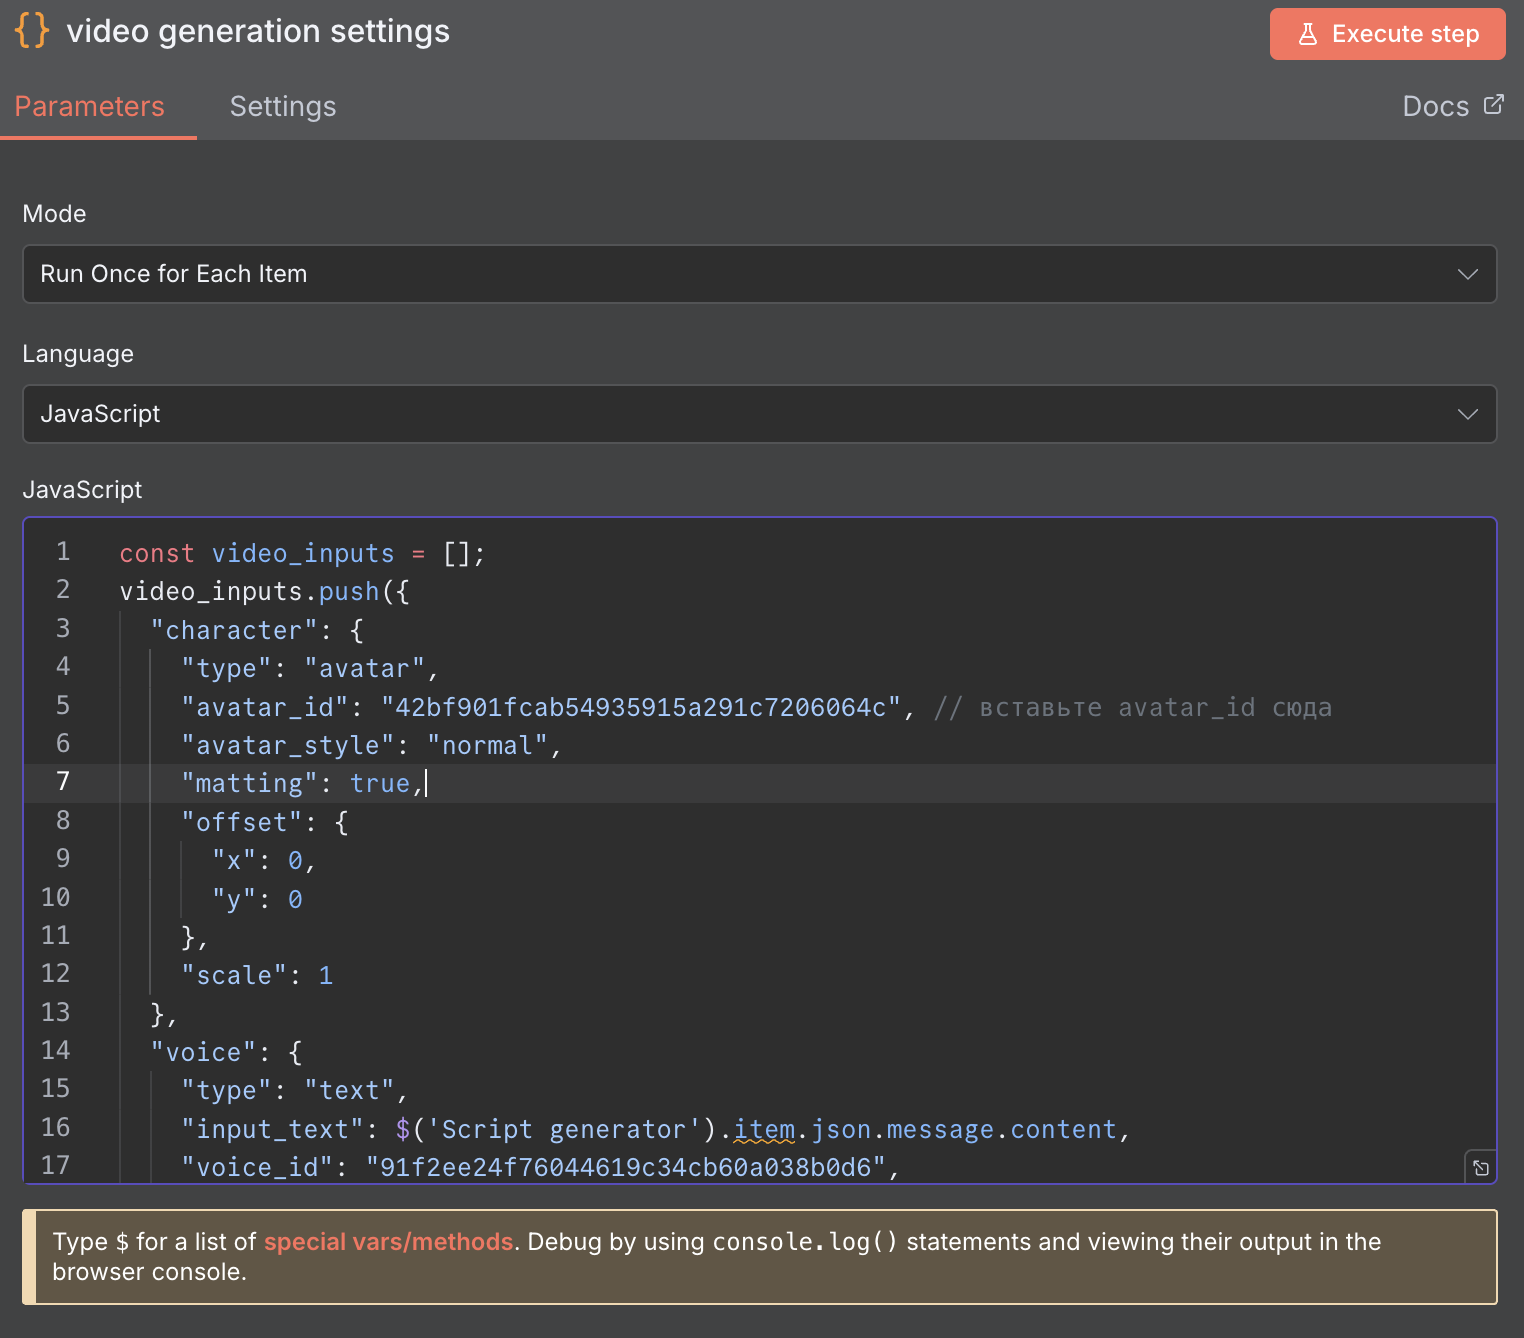 {} video generation settings
Execute step
Parameters
Settings
Docs
Mode
Run Once for Each Item
Language
JavaScript
JavaScript
1 const video_inputs = [];
2 video_inputs.push({
3 "character": {
4 "type": "avatar",
5 "avatar_id": "42bf901fcab54935915a291c7206064c", // вставьте avatar_id сюда
6 "avatar_style": "normal",
7 "matting": true,
8 "offset": {
9 "x": 0,
10 "y": 0
11 },
12 "scale": 1
13 },
14 "voice": {
15 "type": "text",
16 "input_text": $('Script generator').item.json.message.content,
17 "voice_id": "91f2ee24f76044619c34cb60a038b0d6",
Type $ for a list of special vars/methods. Debug by using console.log() statements and viewing their output in the
browser console.